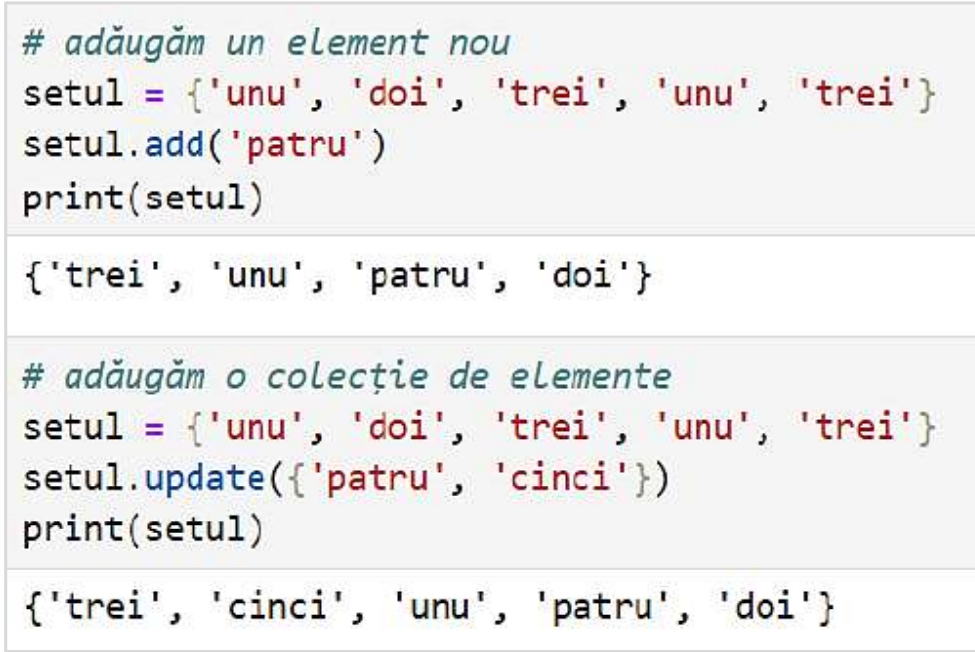 # adăugăm un element nou
setul = {'unu', 'doi', 'trei', 'unu', 'trei'}
setul.add('patru')
print(setul)
{'trei', 'unu', 'patru', 'doi'}
# adăugăm o colecție de elemente
setul = {'unu', 'doi', 'trei', 'unu', 'trei'}
setul.update({'patru', 'cinci'})
print(setul)
{'trei', 'cinci', 'unu', 'patru', 'doi'}